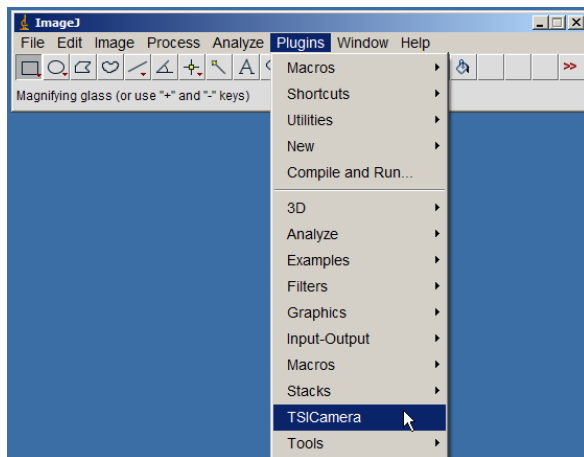 ImageJ
File Edit Image Process Analyze Plugins Window Help
A >>
Magnifying glass (or use "+" and "-" keys)
Macros
Shortcuts
Utilities
New
Compile and Run...
3D
Analyze
Examples
Filters
Graphics
Input-Output
Macros
Stacks
TSICamera
Tools